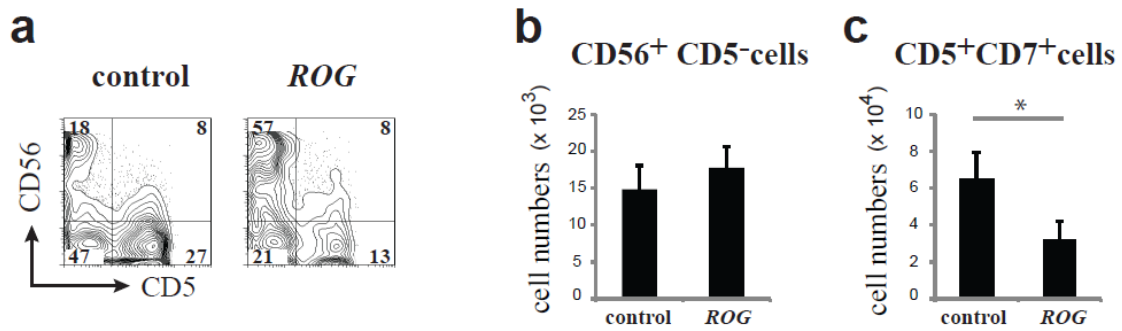 a
control ROG
18 8
47 27
57 8
21 13
CD56
CD5
b
CD56⁺ CD5⁻cells
cell numbers (x 10³)
25
20
15
10
5
0
control ROG
c
CD5⁺CD7⁺cells
cell numbers (x 10⁴)
10
8
6
4
2
0
*
control ROG